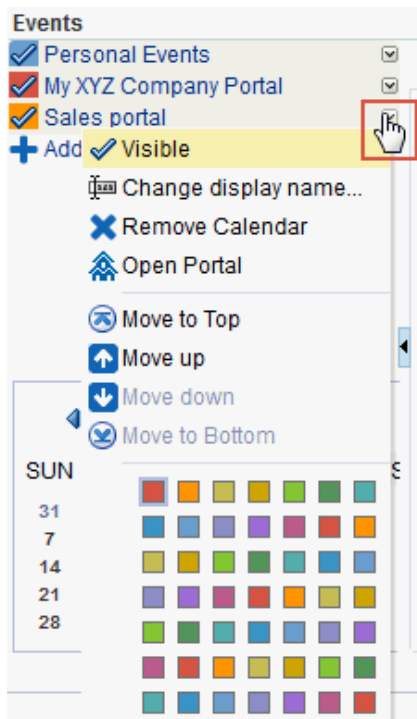 Events
Personal Events
My XYZ Company Portal
Sales portal
Add
Visible
Change display name...
Remove Calendar
Open Portal
Move to Top
Move up
Move down
Move to Bottom
SUN
31
7
14
21
28